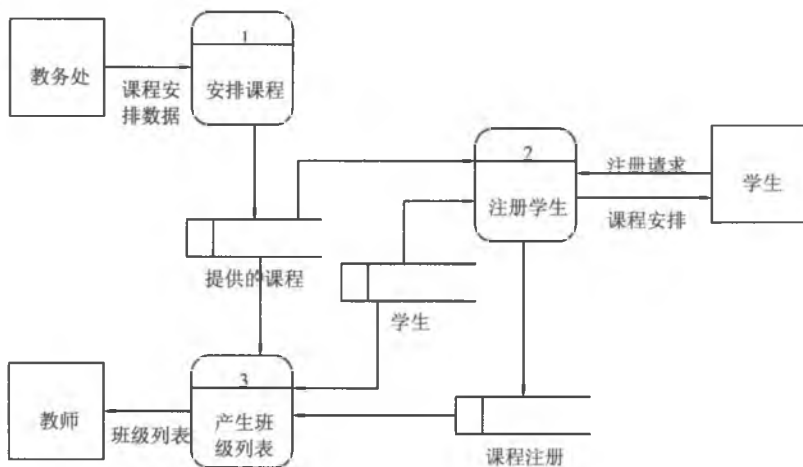 1
教务处
课程安
排数据
安排课程
2
注册请求
学生
注册学生
课程安排
提供的课程
学生
3
教师
班级列表
产生班
级列表
课程注册